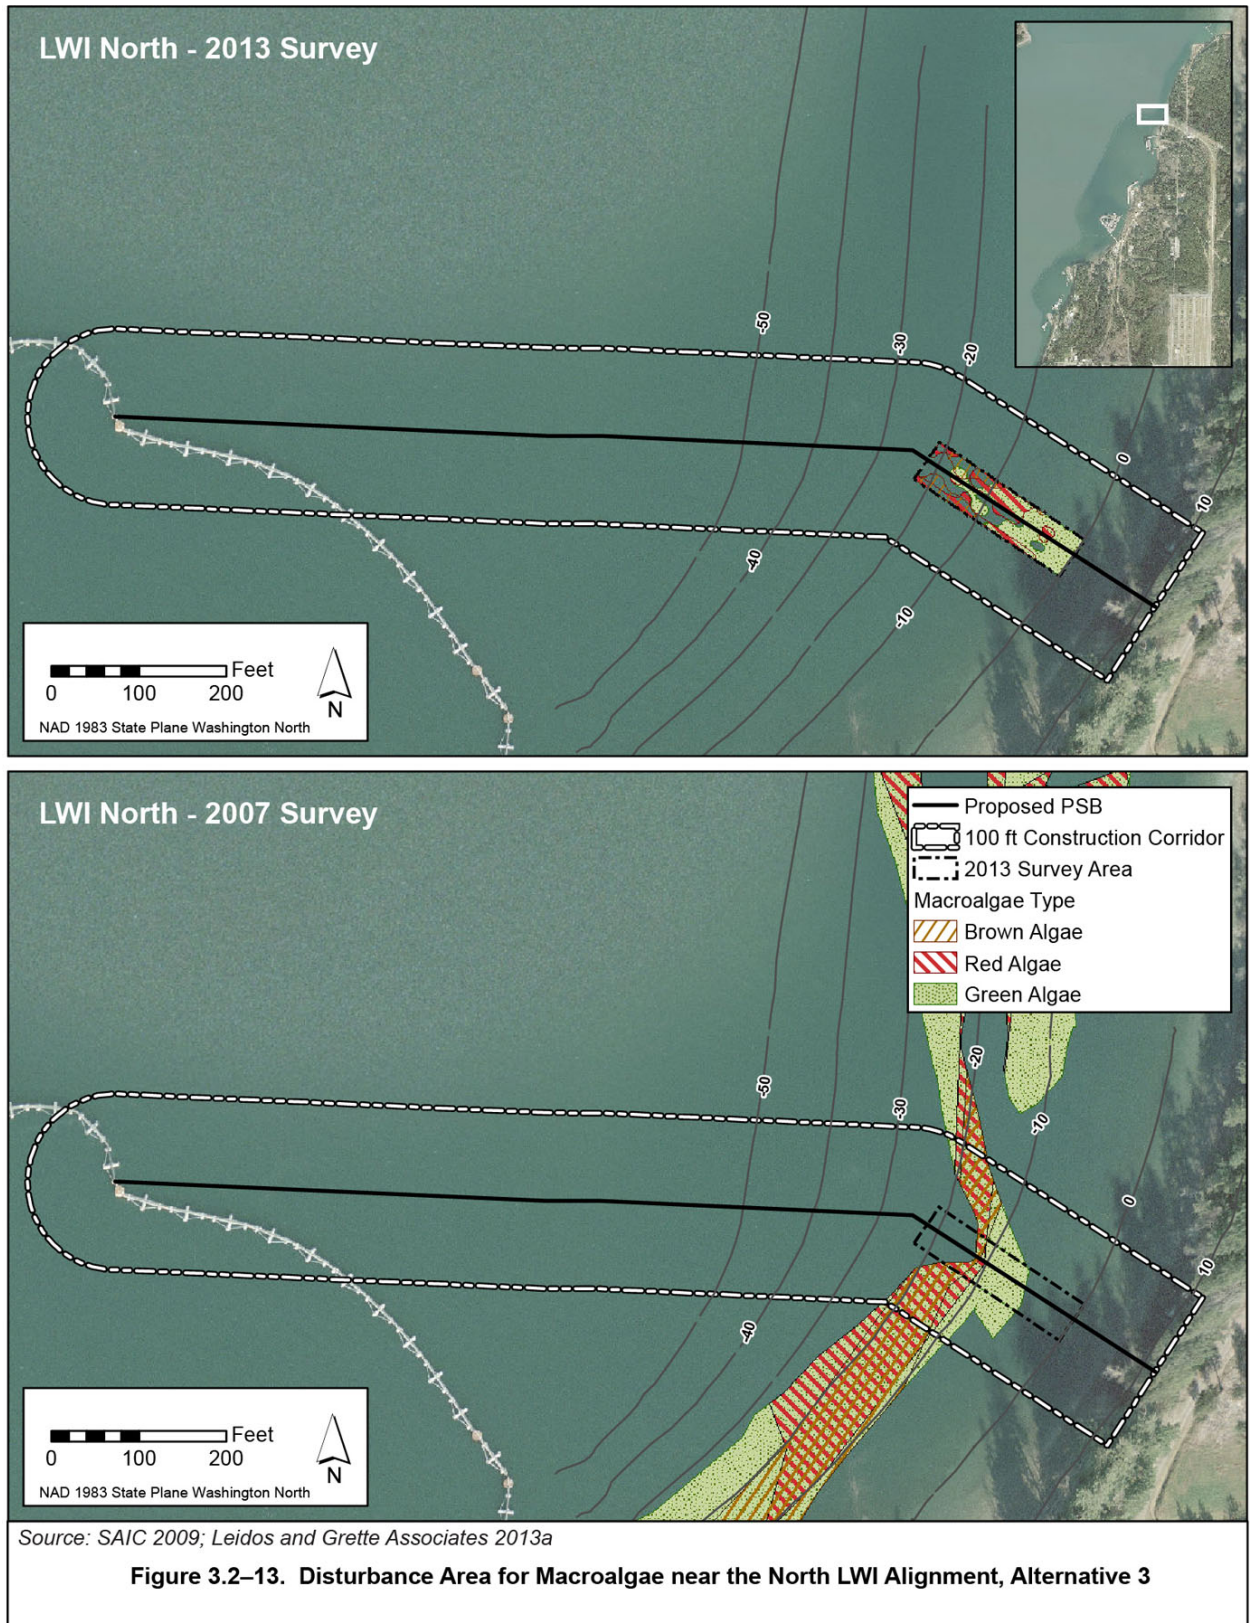 LWI North - 2013 Survey
-50
-30
-20
0
10
-40
-10
Feet
0 100 200
N
NAD 1983 State Plane Washington North
LWI North - 2007 Survey
Proposed PSB
100 ft Construction Corridor
2013 Survey Area
Macroalgae Type
Brown Algae
Red Algae
Green Algae
-20
-50
-30
-10
0
10
-40
Feet
0 100 200
N
NAD 1983 State Plane Washington North
Source: SAIC 2009; Leidos and Grette Associates 2013a
Figure 3.2–13. Disturbance Area for Macroalgae near the North LWI Alignment, Alternative 3